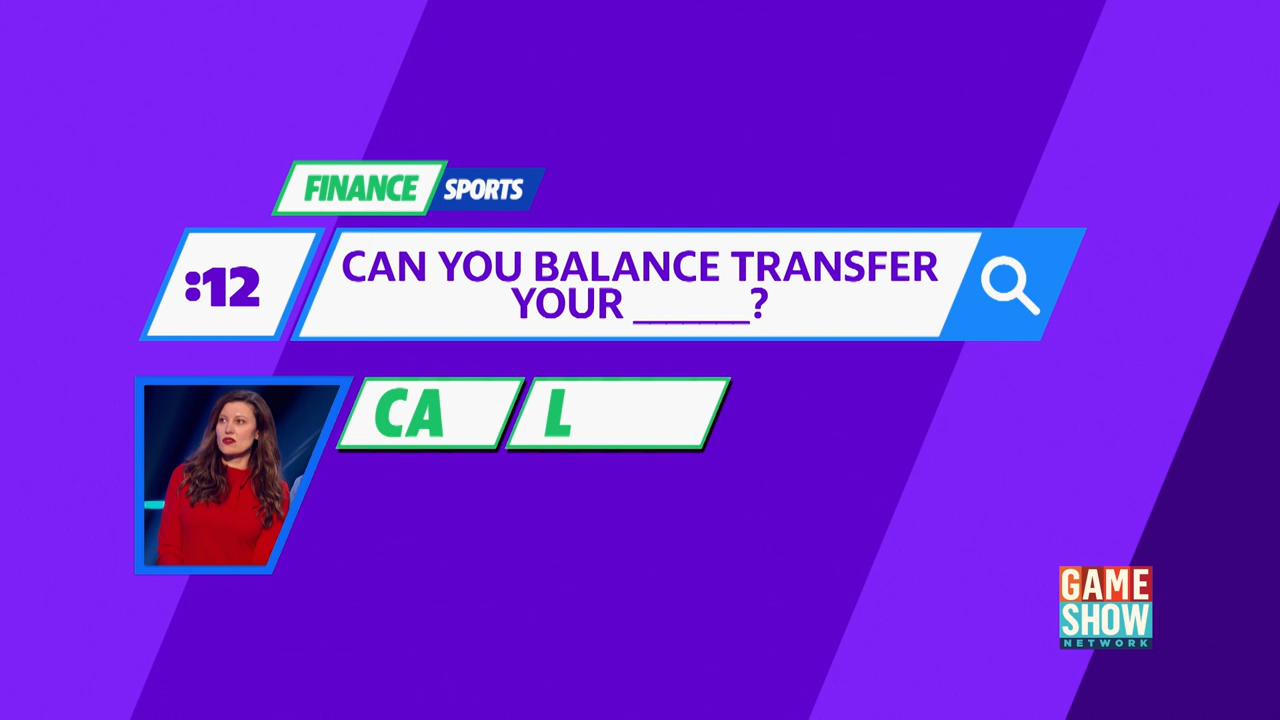 FINANCE SPORTS
:12
CAN YOU BALANCE TRANSFER
YOUR ______?
CA L
GAME
SHOW
NETWORK